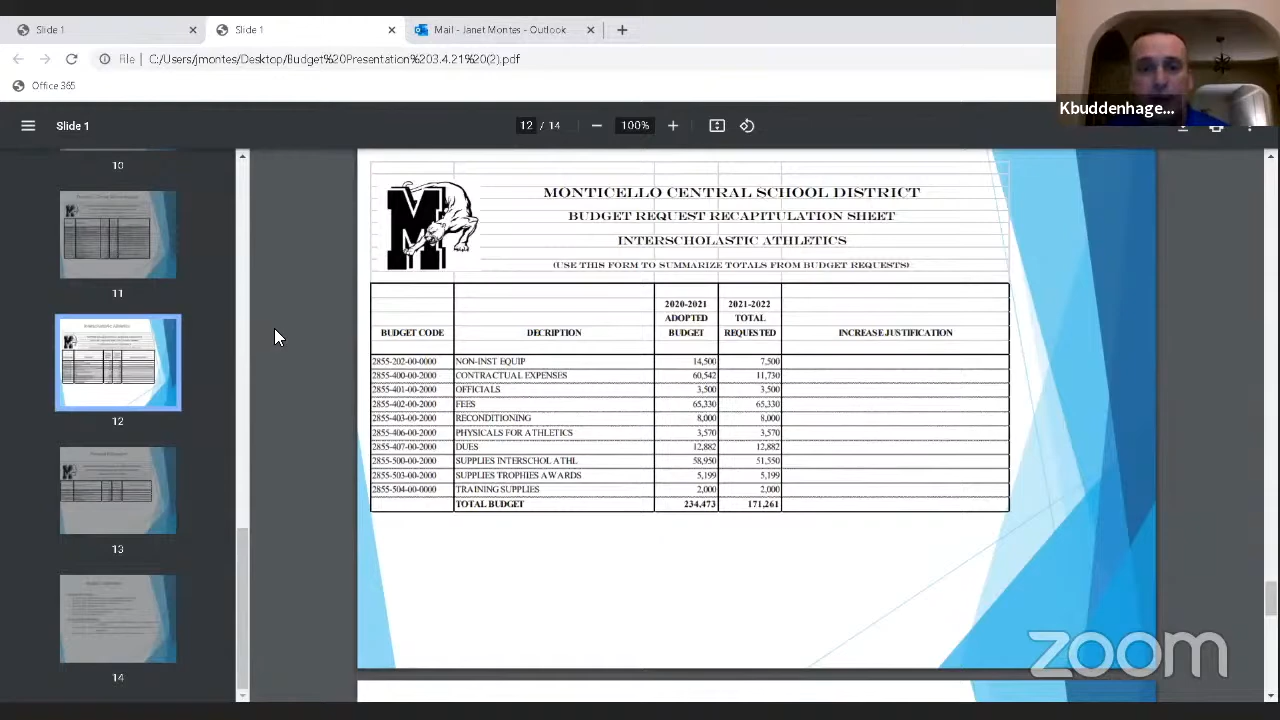 Slide 1
Slide 1
Mail - Janet Montes - Outlook
File | C:/Users/jmontes/Desktop/Budget%20Presentation%203.4.21%20(2).pdf
Office 365
Kbuddenhage...
Slide 1
12 / 14
100%
10
11
12
13
14
M
MONTICELLO CENTRAL SCHOOL DISTRICT
BUDGET REQUEST RECAPITULATION SHEET
INTERSCHOLASTIC ATHLETICS
(USE THIS FORM TO SUMMARIZE TOTALS FROM BUDGET REQUESTS)
BUDGET CODE DECRIPTION 2020-2021 ADOPTED BUDGET 2021-2022 TOTAL REQUESTED INCREASE JUSTIFICATION
2855-202-00-0000 NON-INST EQUIP 14,500 7,500
2855-400-00-2000 CONTRACTUAL EXPENSES 60,542 11,730
2855-401-00-2000 OFFICIALS 3,500 3,500
2855-402-00-2000 FEES 65,330 65,330
2855-403-00-2000 RECONDITIONING 8,000 8,000
2855-406-00-2000 PHYSICALS FOR ATHLETICS 3,570 3,570
2855-407-00-2000 DUES 12,882 12,882
2855-500-00-2000 SUPPLIES INTERSCHOL ATHL 58,950 51,550
2855-503-00-2000 SUPPLIES TROPHIES AWARDS 5,199 5,199
2855-504-00-0000 TRAINING SUPPLIES 2,000 2,000
TOTAL BUDGET 234,473 171,261
zoom